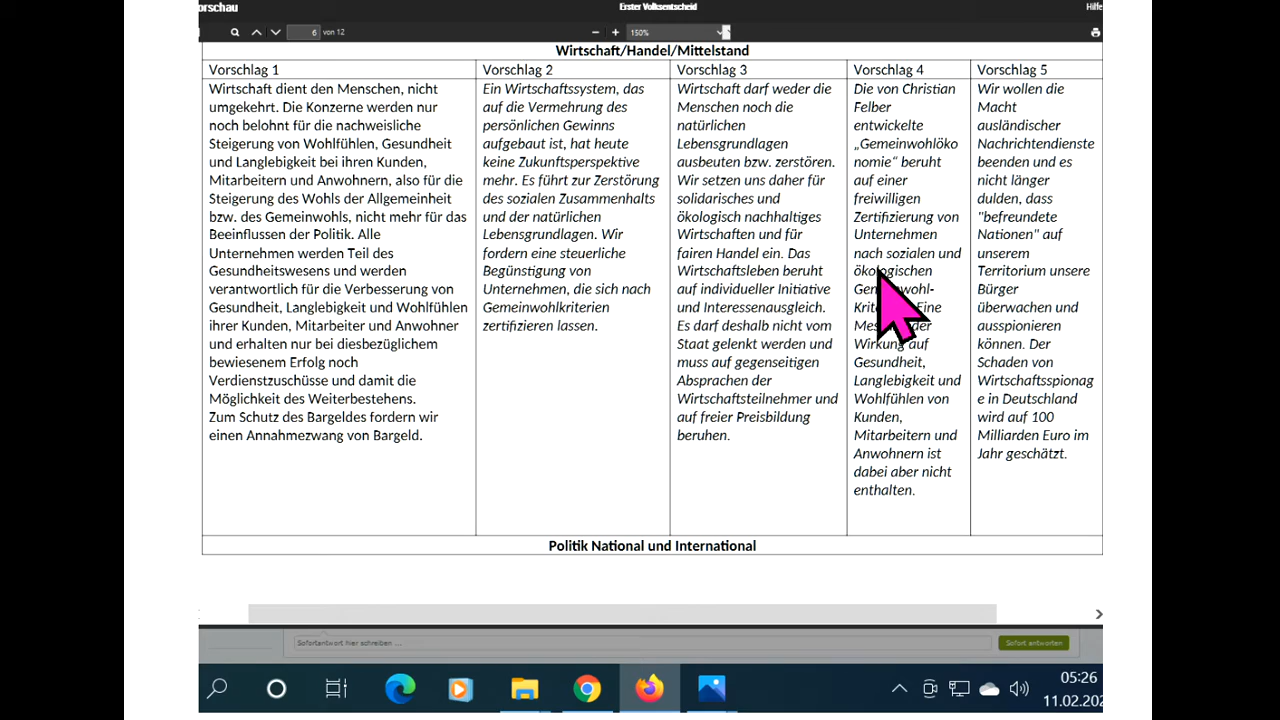 orschau
Erster Volksentscheid
Hilfe
6 von 12
150%
Wirtschaft/Handel/Mittelstand
Vorschlag 1
Wirtschaft dient den Menschen, nicht
umgekehrt. Die Konzerne werden nur
noch belohnt für die nachweisliche
Steigerung von Wohlfühlen, Gesundheit
und Langlebigkeit bei ihren Kunden,
Mitarbeitern und Anwohnern, also für die
Steigerung des Wohls der Allgemeinheit
bzw. des Gemeinwohls, nicht mehr für das
Beeinflussen der Politik. Alle
Unternehmen werden Teil des
Gesundheitswesens und werden
verantwortlich für die Verbesserung von
Gesundheit, Langlebigkeit und Wohlfühlen
ihrer Kunden, Mitarbeiter und Anwohner
und erhalten nur bei diesbezüglichem
bewiesenem Erfolg noch
Verdienstzuschüsse und damit die
Möglichkeit des Weiterbestehens.
Zum Schutz des Bargeldes fordern wir
einen Annahmezwang von Bargeld.
Vorschlag 2
Ein Wirtschaftssystem, das
auf die Vermehrung des
persönlichen Gewinns
aufgebaut ist, hat heute
keine Zukunftsperspektive
mehr. Es führt zur Zerstörung
des sozialen Zusammenhalts
und der natürlichen
Lebensgrundlagen. Wir
fordern eine steuerliche
Begünstigung von
Unternehmen, die sich nach
Gemeinwohlkriterien
zertifizieren lassen.
Vorschlag 3
Wirtschaft darf weder die
Menschen noch die
natürlichen
Lebensgrundlagen
ausbeuten bzw. zerstören.
Wir setzen uns daher für
solidarisches und
ökologisch nachhaltiges
Wirtschaften und für
fairen Handel ein. Das
Wirtschaftsleben beruht
auf individueller Initiative
und Interessenausgleich.
Es darf deshalb nicht vom
Staat gelenkt werden und
muss auf gegenseitigen
Absprachen der
Wirtschaftsteilnehmer und
auf freier Preisbildung
beruhen.
Vorschlag 4
Die von Christian
Felber
entwickelte
„Gemeinwohlöko
nomie“ beruht
auf einer
freiwilligen
Zertifizierung von
Unternehmen
nach sozialen und
ökologischen
Eine
der
Wirkung auf
Gesundheit,
Langlebigkeit und
Wohlfühlen von
Kunden,
Mitarbeitern und
Anwohnern ist
dabei aber nicht
enthalten.
Vorschlag 5
Wir wollen die
Macht
ausländischer
Nachrichtendienste
beenden und es
nicht länger
dulden, dass
"befreundete
Nationen" auf
unserem
Territorium unsere
Bürger
überwachen und
ausspionieren
können. Der
Schaden von
Wirtschaftsspionag
e in Deutschland
wird auf 100
Milliarden Euro im
Jahr geschätzt.
Politik National und International
Sofortantwort hier schreiben ...
Sofort antworten
05:26
11.02.202